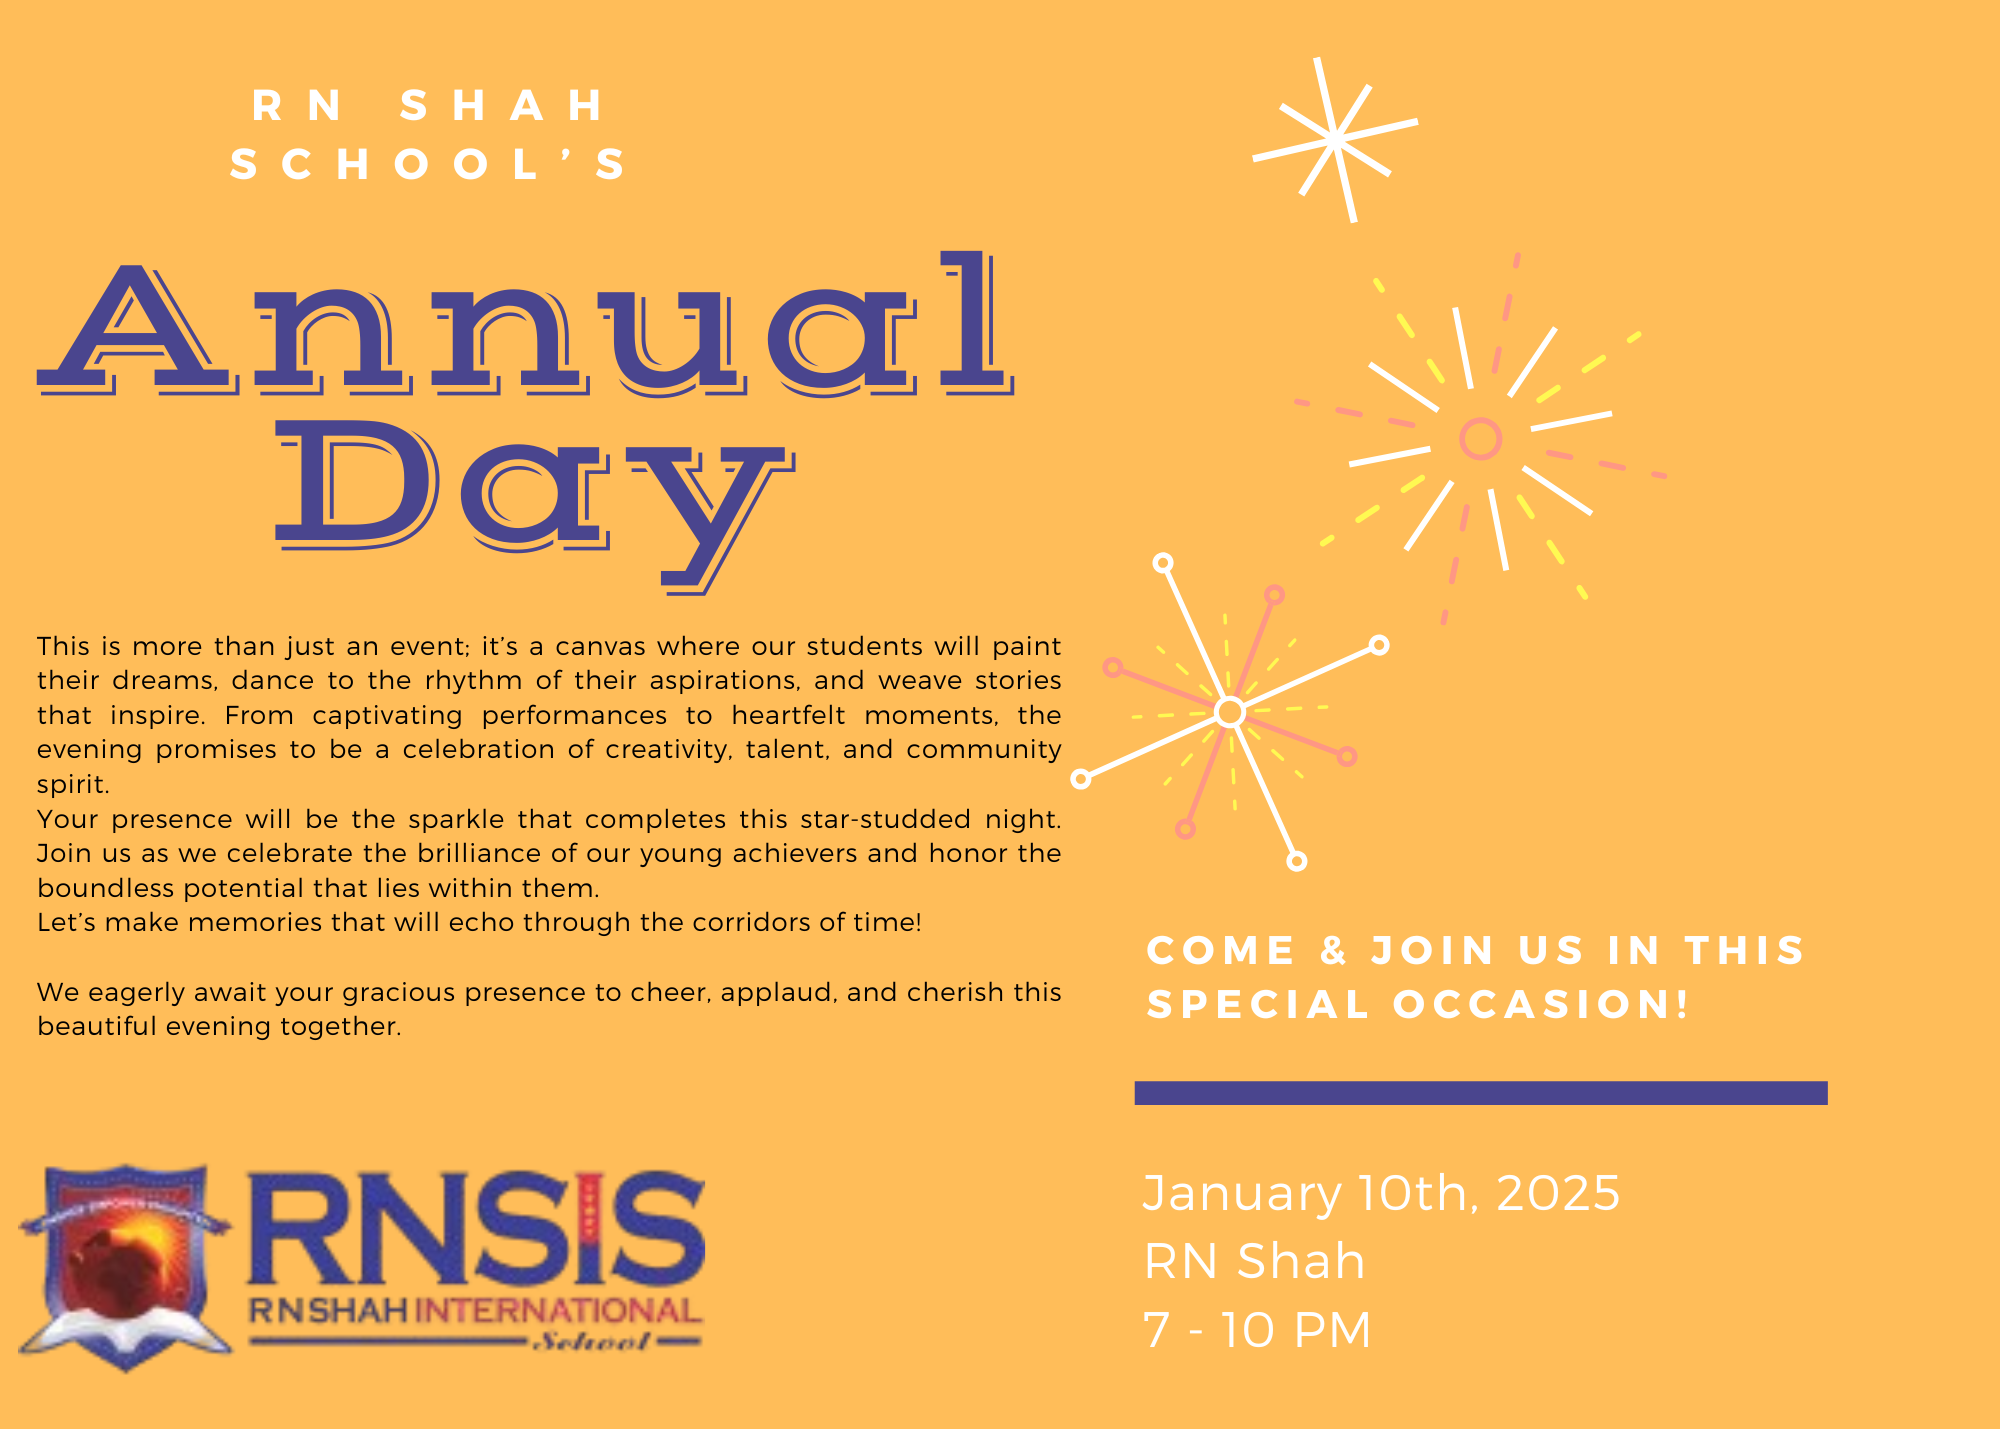 RN SHAH
SCHOOL’S
Annual
Day
This is more than just an event; it’s a canvas where our students will paint
their dreams, dance to the rhythm of their aspirations, and weave stories
that inspire. From captivating performances to heartfelt moments, the
evening promises to be a celebration of creativity, talent, and community
spirit.
Your presence will be the sparkle that completes this star-studded night.
Join us as we celebrate the brilliance of our young achievers and honor the
boundless potential that lies within them.
Let’s make memories that will echo through the corridors of time!
We eagerly await your gracious presence to cheer, applaud, and cherish this
beautiful evening together.
RNSIS
RN SHAH INTERNATIONAL
School
COME & JOIN US IN THIS
SPECIAL OCCASION!
January 10th, 2025
RN Shah
7 - 10 PM